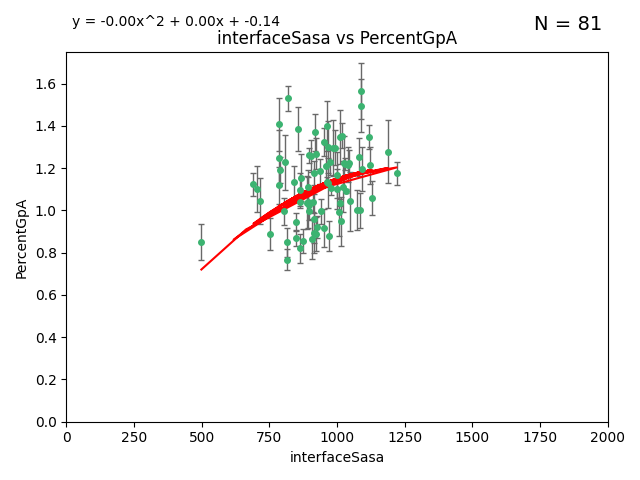 y = -0.00x^2 + 0.00x + -0.14
N = 81
interfaceSasa vs PercentGpA
PercentGpA
1.6
1.4
1.2
1.0
0.8
0.6
0.4
0.2
0.0
0 250 500 750 1000 1250 1500 1750 2000
interfaceSasa